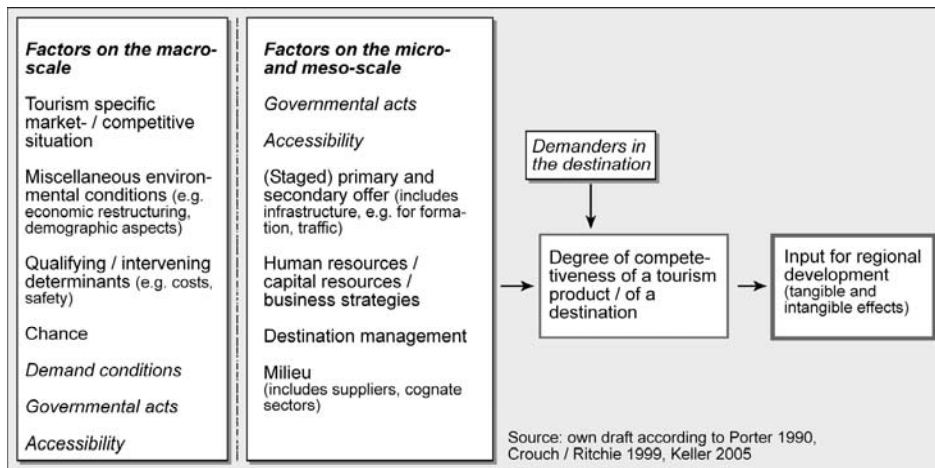 Factors on the macro-
scale
Tourism specific
market- / competitive
situation
Miscellaneous environ-
mental conditions (e.g.
economic restructuring,
demographic aspects)
Qualifying / intervening
determinants (e.g. costs,
safety)
Chance
Demand conditions
Governmental acts
Accessibility
Factors on the micro-
and meso-scale
Governmental acts
Accessibility
(Staged) primary and
secondary offer (includes
infrastructure, e.g. for forma-
tion, traffic)
Human resources /
capital resources /
business strategies
Destination management
Milieu
(includes suppliers, cognate
sectors)
Demanders in
the destination
Degree of compete-
tiveness of a tourism
product / of a
destination
Input for regional
development
(tangible and
intangible effects)
Source: own draft according to Porter 1990,
Crouch / Ritchie 1999, Keller 2005